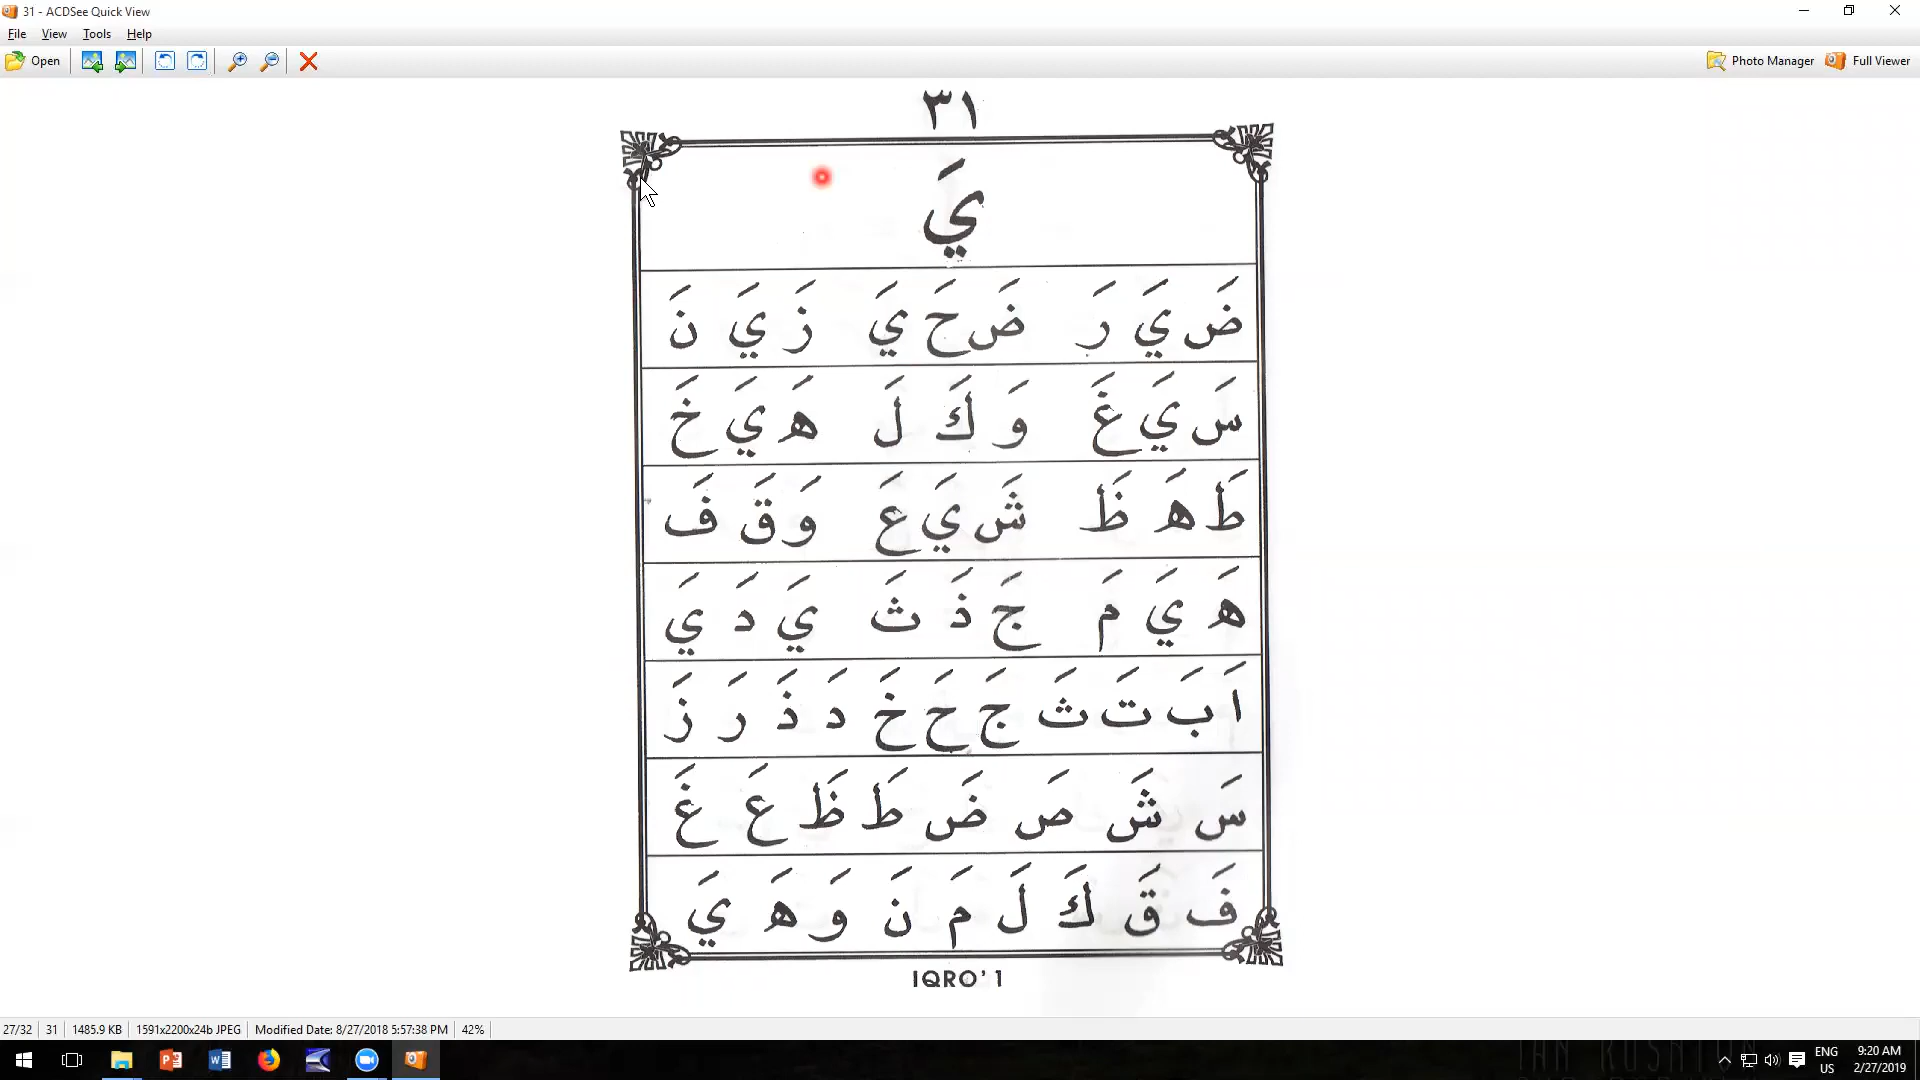 31 - ACDSee Quick View
File View Tools Help
Open Photo Manager Full Viewer
٣١
يَ
ضَ يَ رَ ضَ حَ يَ زَ يَ نَ
سَ يَ غَ وَ كَ لَ هَ يَ خَ
طَ هَ ظَ شَ يَ عَ وَ قَ فَ
هَ يَ مَ جَ ذَ ثَ يَ دَ يَ
اَ بَ تَ ثَ جَ حَ خَ دَ ذَ رَ زَ
سَ شَ صَ ضَ طَ ظَ عَ غَ
فَ قَ كَ لَ مَ نَ وَ هَ يَ
IQRO' 1
27/32 31 1485.9 KB 1591x2200x24b JPEG Modified Date: 8/27/2018 5:57:38 PM 42%
ENG 9:20 AM
US 2/27/2019